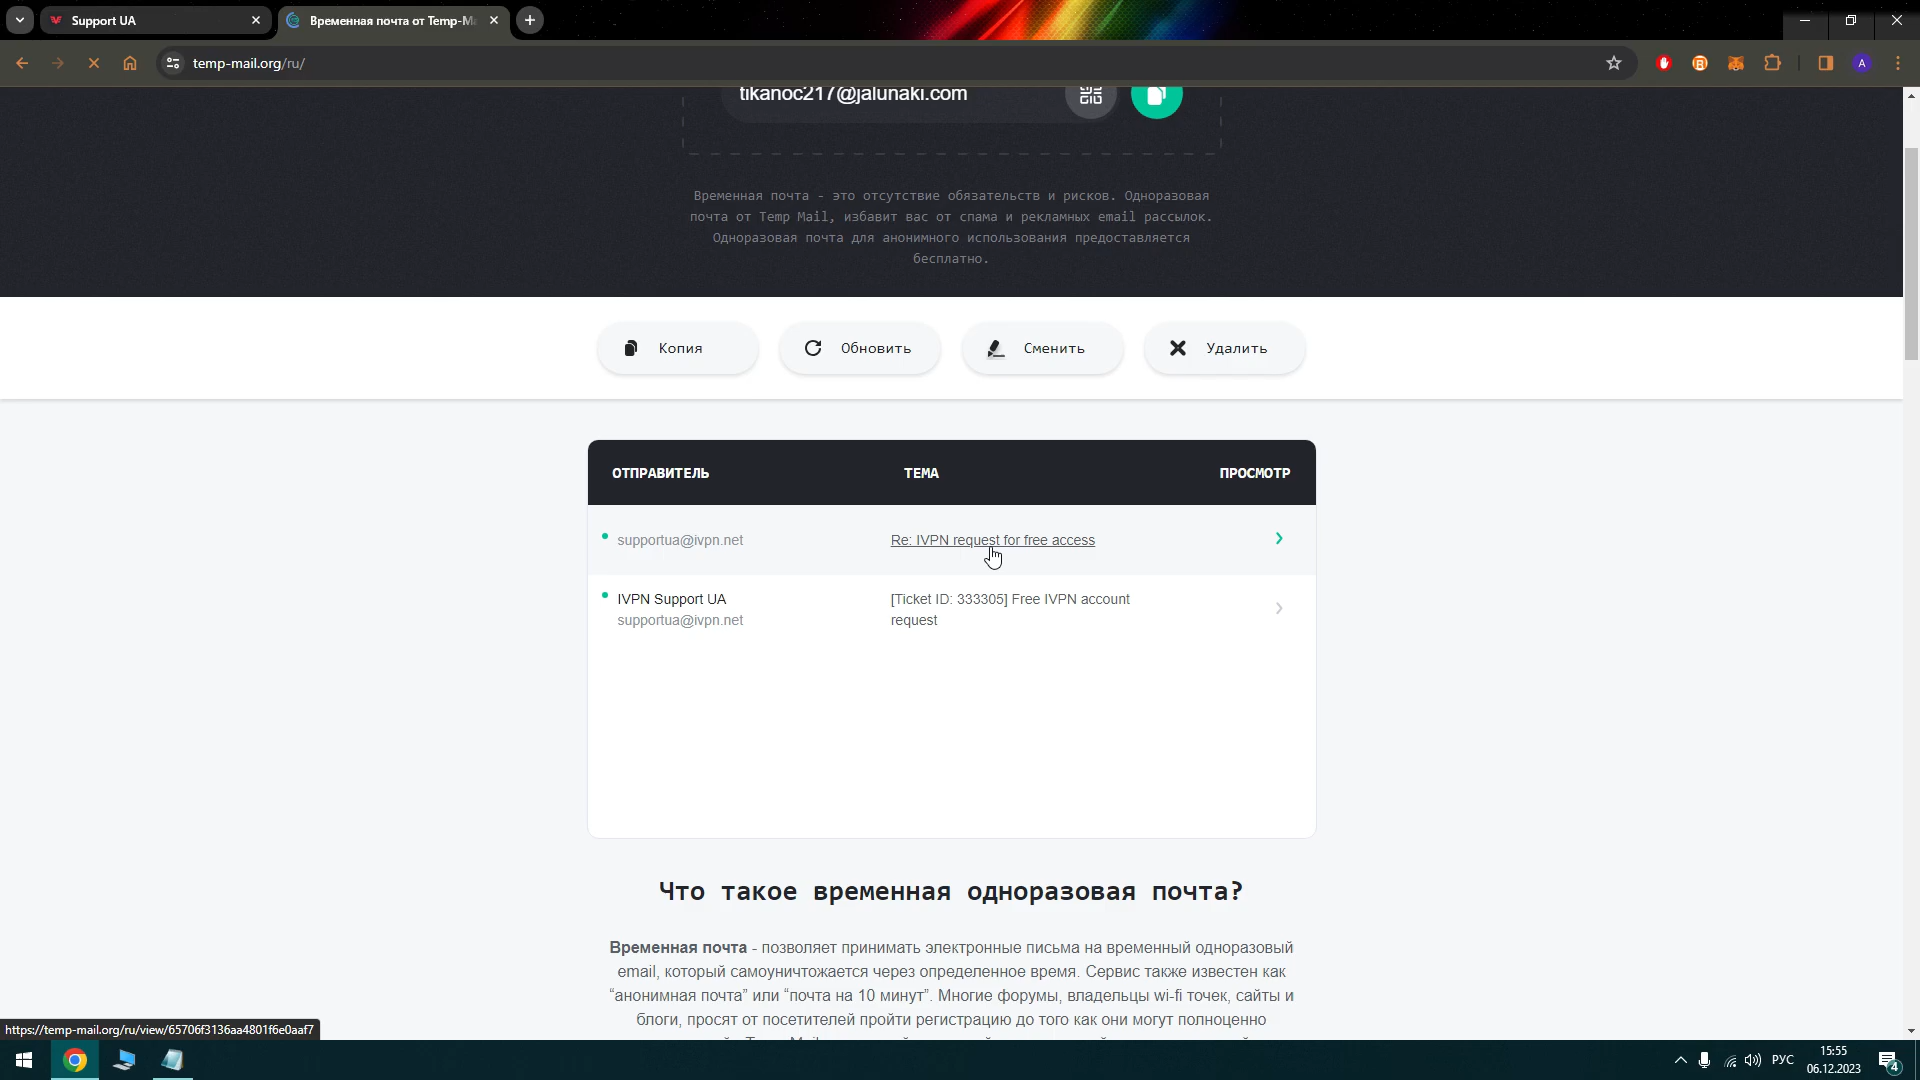 Support UA
Временная почта от Temp-Ma
temp-mail.org/ru/
A
tikanoc217@jalunaki.com
Временная почта - это отсутствие обязательств и рисков. Одноразовая
почта от Temp Mail, избавит вас от спама и рекламных email рассылок.
Одноразовая почта для анонимного использования предоставляется
бесплатно.
Копия
Обновить
Сменить
Удалить
ОТПРАВИТЕЛЬ
ТЕМА
ПРОСМОТР
supportua@ivpn.net
Re: IVPN request for free access
IVPN Support UA
supportua@ivpn.net
[Ticket ID: 333305] Free IVPN account
request
Что такое временная одноразовая почта?
Временная почта - позволяет принимать электронные письма на временный одноразовый
email, который самоуничтожается через определенное время. Сервис также известен как
“анонимная почта” или “почта на 10 минут”. Многие форумы, владельцы wi-fi точек, сайты и
блоги, просят от посетителей пройти регистрацию до того как они могут полноценно
https://temp-mail.org/ru/view/65706f3136aa4801f6e0aaf7
РУС
15:55
06.12.2023
4